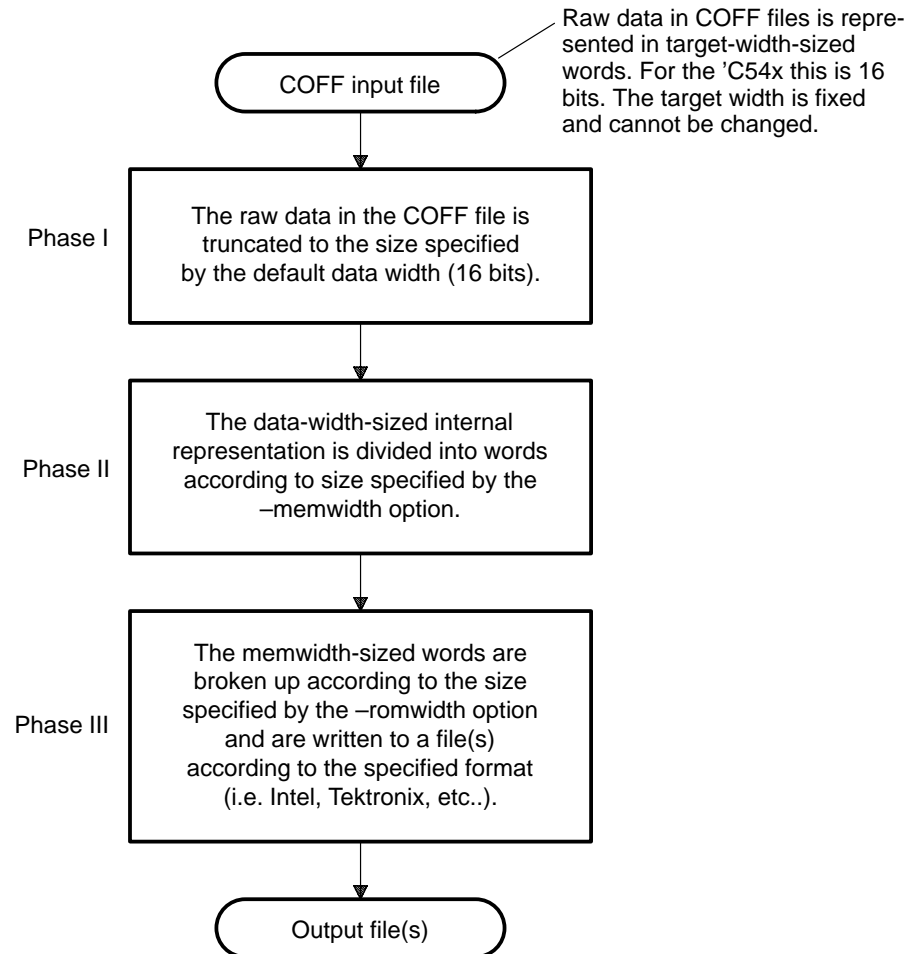 Raw data in COFF files is repre-
sented in target-width-sized
words. For the ’C54x this is 16
bits. The target width is fixed
and cannot be changed.
COFF input file
Phase I
The raw data in the COFF file is
truncated to the size specified
by the default data width (16 bits).
Phase II
The data-width-sized internal
representation is divided into words
according to size specified by the
–memwidth option.
Phase III
The memwidth-sized words are
broken up according to the size
specified by the –romwidth option
and are written to a file(s)
according to the specified format
(i.e. Intel, Tektronix, etc..).
Output file(s)